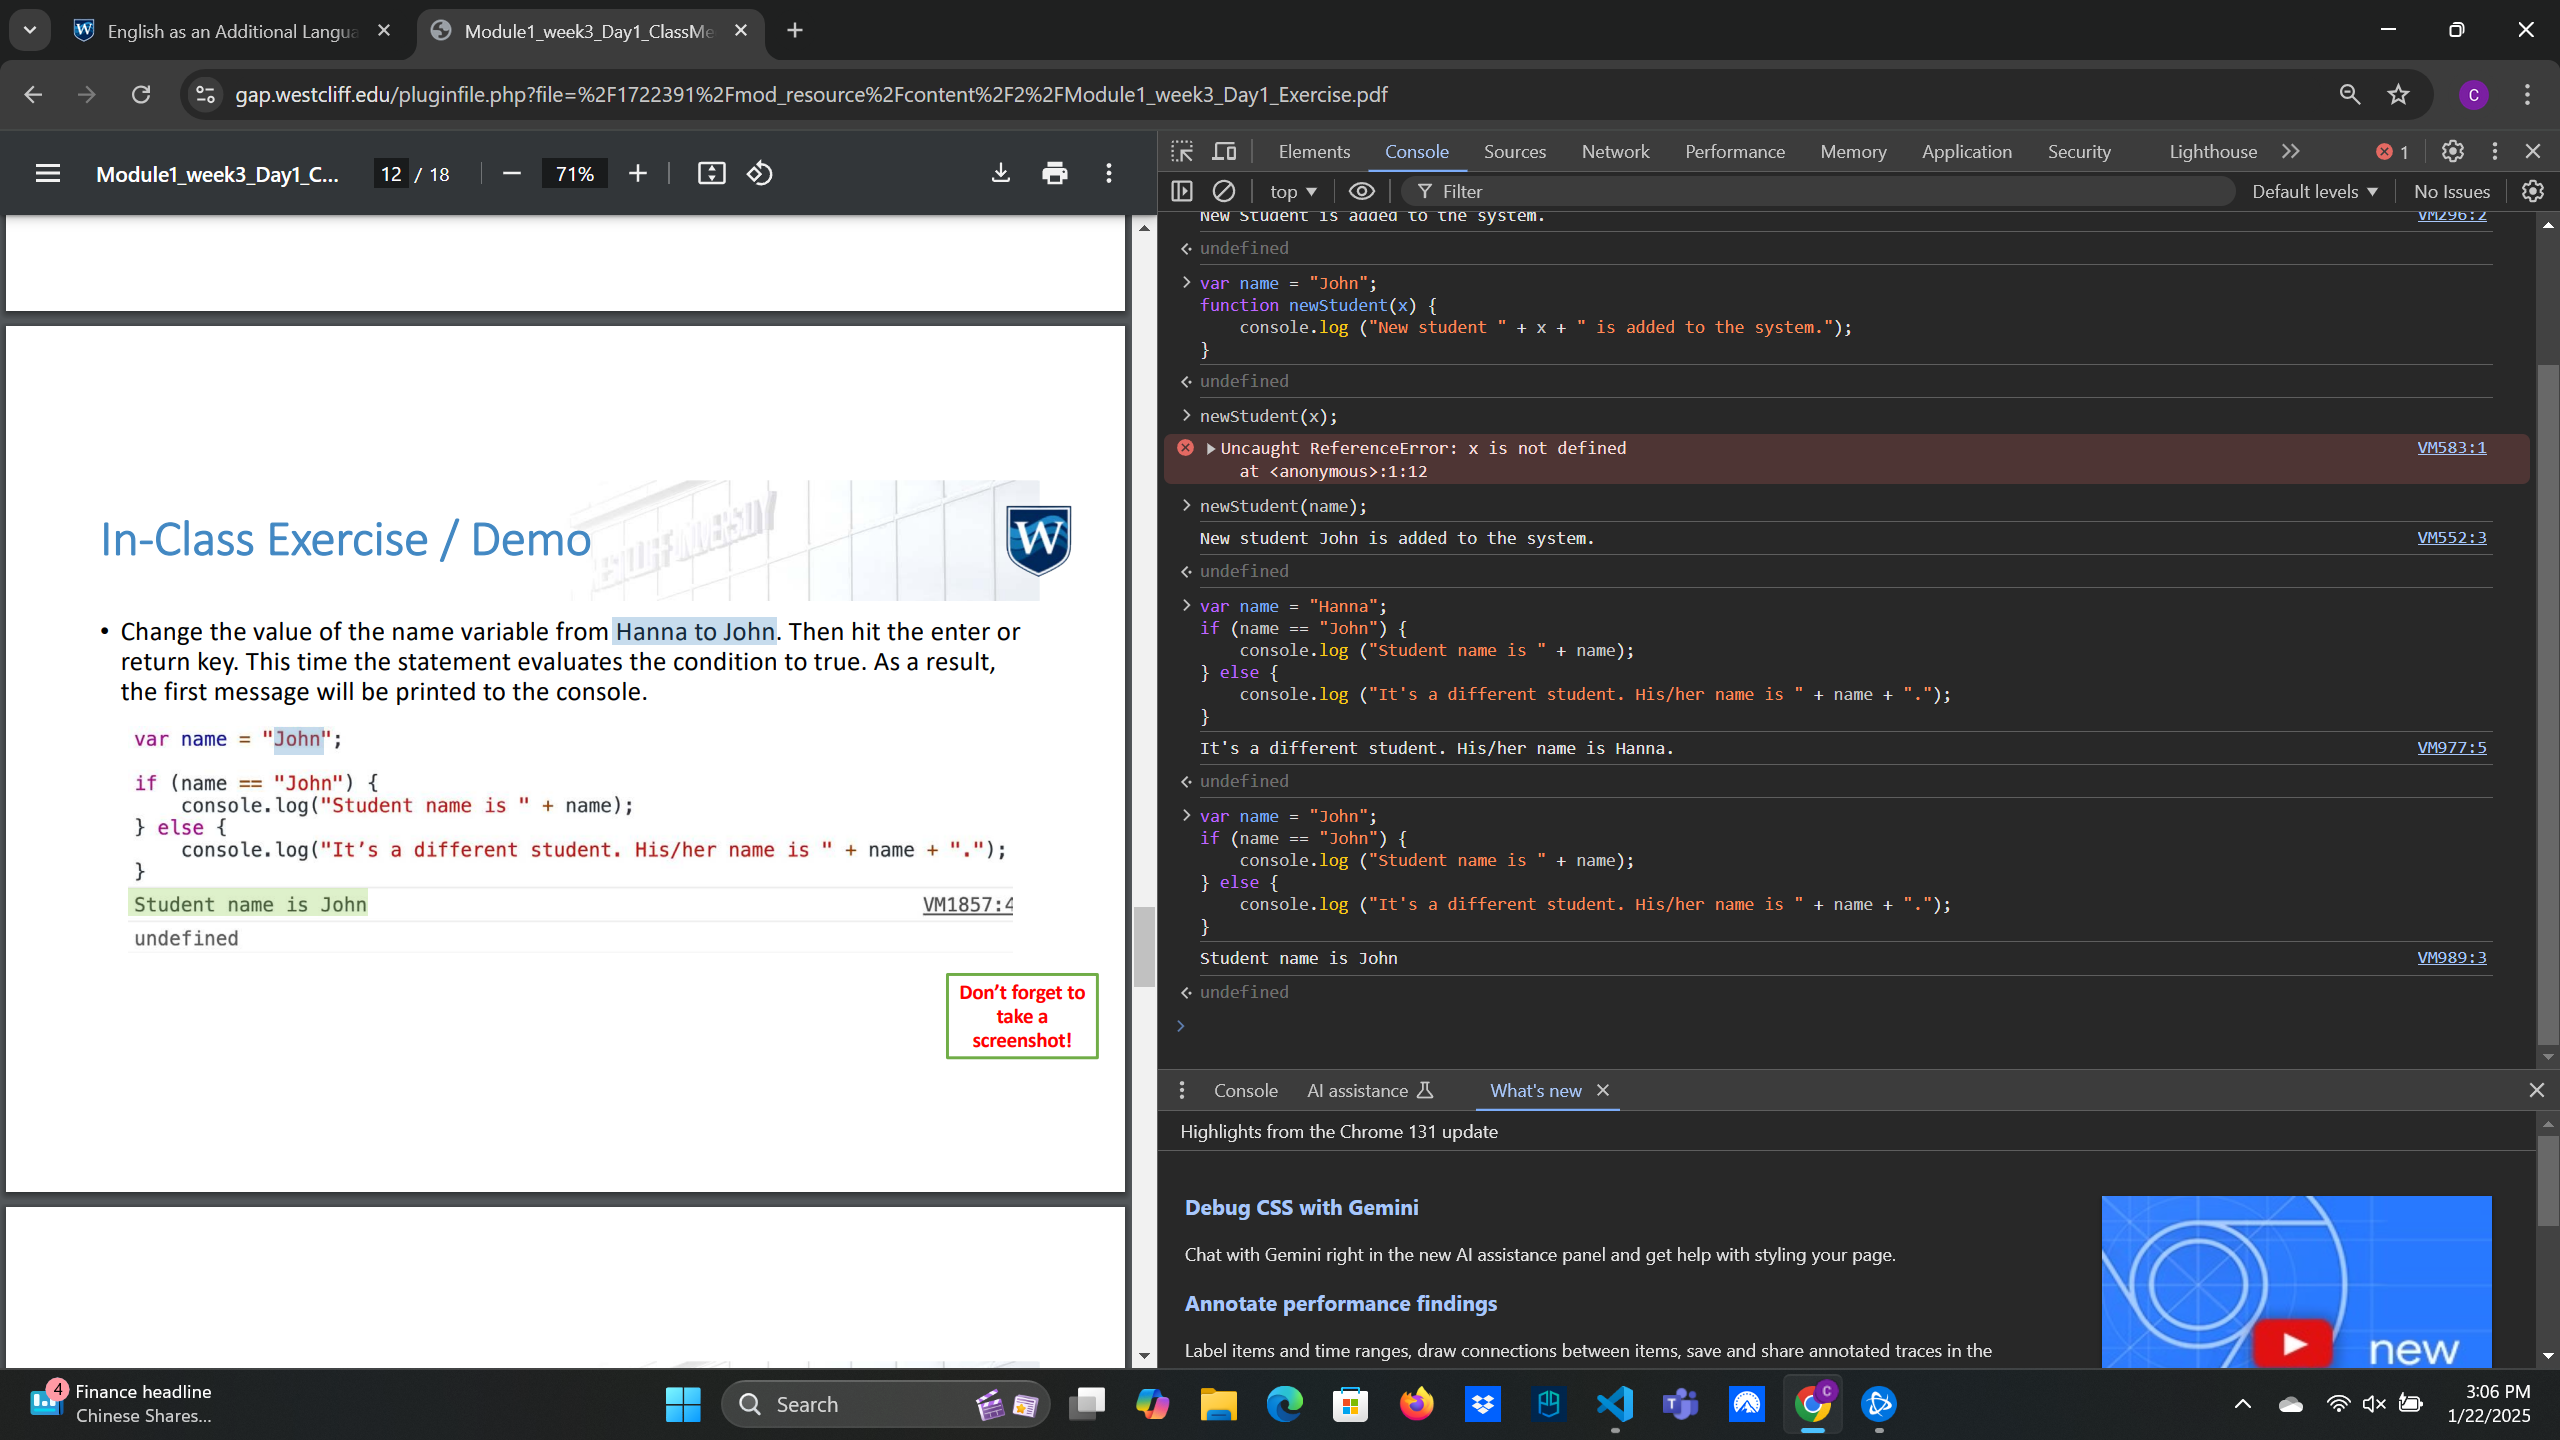 English as an Additional Langua
Module1_week3_Day1_ClassMe
gap.westcliff.edu/pluginfile.php?file=%2F1722391%2Fmod_resource%2Fcontent%2F2%2FModule1_week3_Day1_Exercise.pdf
C
Module1_week3_Day1_C...
12 / 18
71%
In-Class Exercise / Demo
W
• Change the value of the name variable from Hanna to John. Then hit the enter or
return key. This time the statement evaluates the condition to true. As a result,
the first message will be printed to the console.
var name = "John";
if (name == "John") {
console.log("Student name is " + name);
} else {
console.log("It’s a different student. His/her name is " + name + ".");
}
Student name is John VM1857:4
undefined
Don’t forget to
take a
screenshot!
Elements Console Sources Network Performance Memory Application Security Lighthouse 1
top Filter Default levels No Issues
New Student is added to the system. VM296:2
undefined
var name = "John";
function newStudent(x) {
console.log ("New student " + x + " is added to the system.");
}
undefined
newStudent(x);
Uncaught ReferenceError: x is not defined VM583:1
at <anonymous>:1:12
newStudent(name);
New student John is added to the system. VM552:3
undefined
var name = "Hanna";
if (name == "John") {
console.log ("Student name is " + name);
} else {
console.log ("It's a different student. His/her name is " + name + ".");
}
It's a different student. His/her name is Hanna. VM977:5
undefined
var name = "John";
if (name == "John") {
console.log ("Student name is " + name);
} else {
console.log ("It's a different student. His/her name is " + name + ".");
}
Student name is John VM989:3
undefined
Console AI assistance What's new
Highlights from the Chrome 131 update
Debug CSS with Gemini
Chat with Gemini right in the new AI assistance panel and get help with styling your page.
Annotate performance findings
Label items and time ranges, draw connections between items, save and share annotated traces in the
new
4
Finance headline
Chinese Shares...
Search
C
3:06 PM
1/22/2025